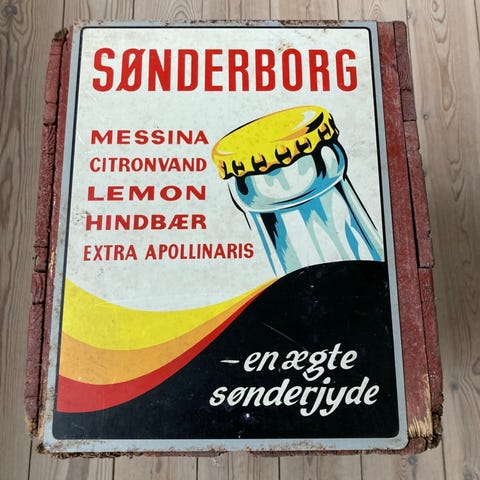 SØNDERBORG
MESSINA
CITRONVAND
LEMON
HINDBÆR
EXTRA APOLLINARIS
– en ægte
sønderjyde